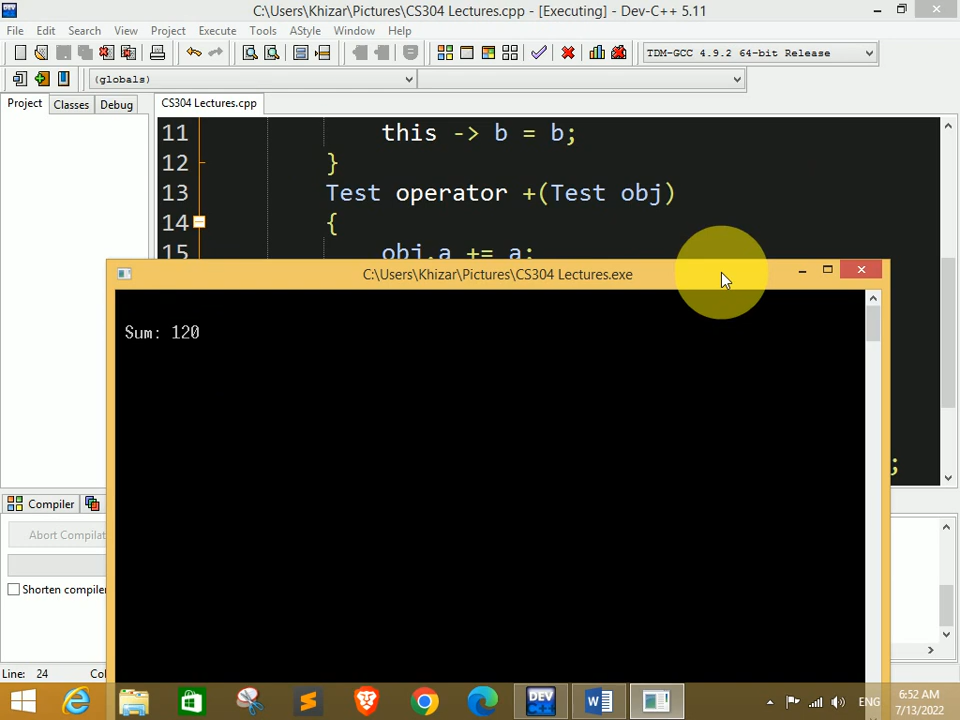 C:\Users\Khizar\Pictures\CS304 Lectures.cpp - [Executing] - Dev-C++ 5.11
File Edit Search View Project Execute Tools AStyle Window Help
TDM-GCC 4.9.2 64-bit Release
(globals)
Project Classes Debug
CS304 Lectures.cpp
11 this -> b = b;
12 }
13 Test operator +(Test obj)
14 {
15 obj.a += a;
C:\Users\Khizar\Pictures\CS304 Lectures.exe
Sum: 120
;
Compiler
Abort Compilat
Shorten compiler
Line: 24 Col
DEV
ENG
6:52 AM
7/13/2022